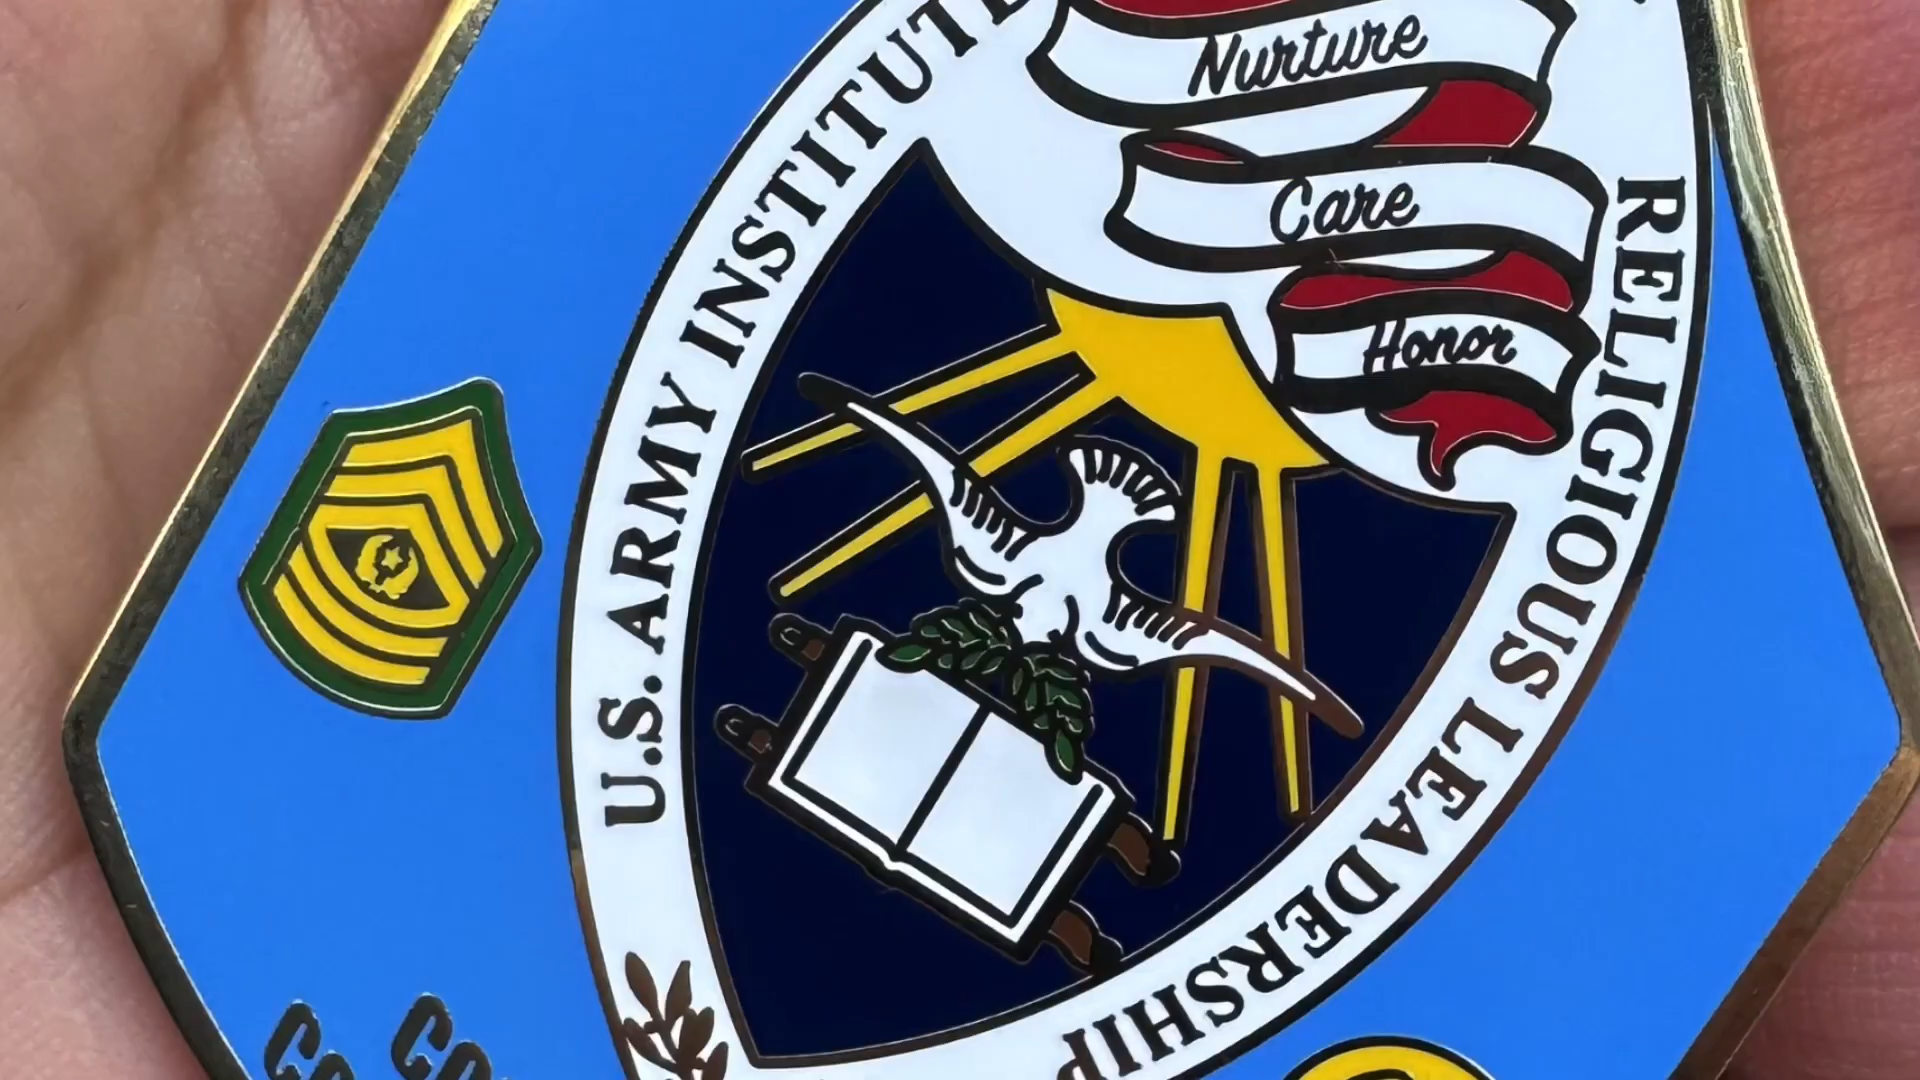 Nurture
Care
Honor
U.S. ARMY INSTITUTE
RELIGIOUS LEADERSHIP